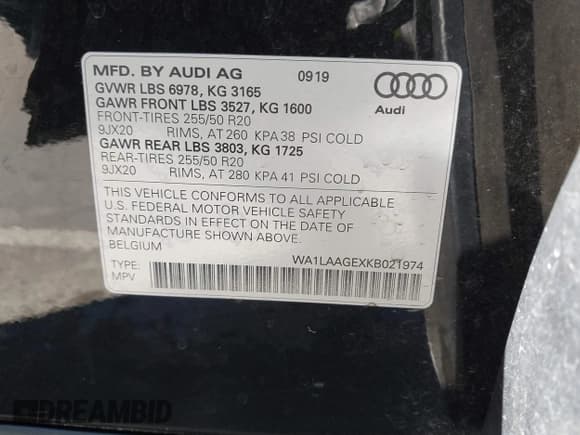 MFD. BY AUDI AG 0919
GVWR LBS 6978, KG 3165
GAWR FRONT LBS 3527, KG 1600
FRONT-TIRES 255/50 R20
9JX20 RIMS, AT 260 KPA 38 PSI COLD
GAWR REAR LBS 3803, KG 1725
REAR-TIRES 255/50 R20
9JX20 RIMS, AT 280 KPA 41 PSI COLD
Audi
THIS VEHICLE CONFORMS TO ALL APPLICABLE
U.S. FEDERAL MOTOR VEHICLE SAFETY
STANDARDS IN EFFECT ON THE DATE OF
MANUFACTURE SHOWN ABOVE.
BELGIUM
WA1LAAGEXKB021974
TYPE:
MPV
DREAMBID